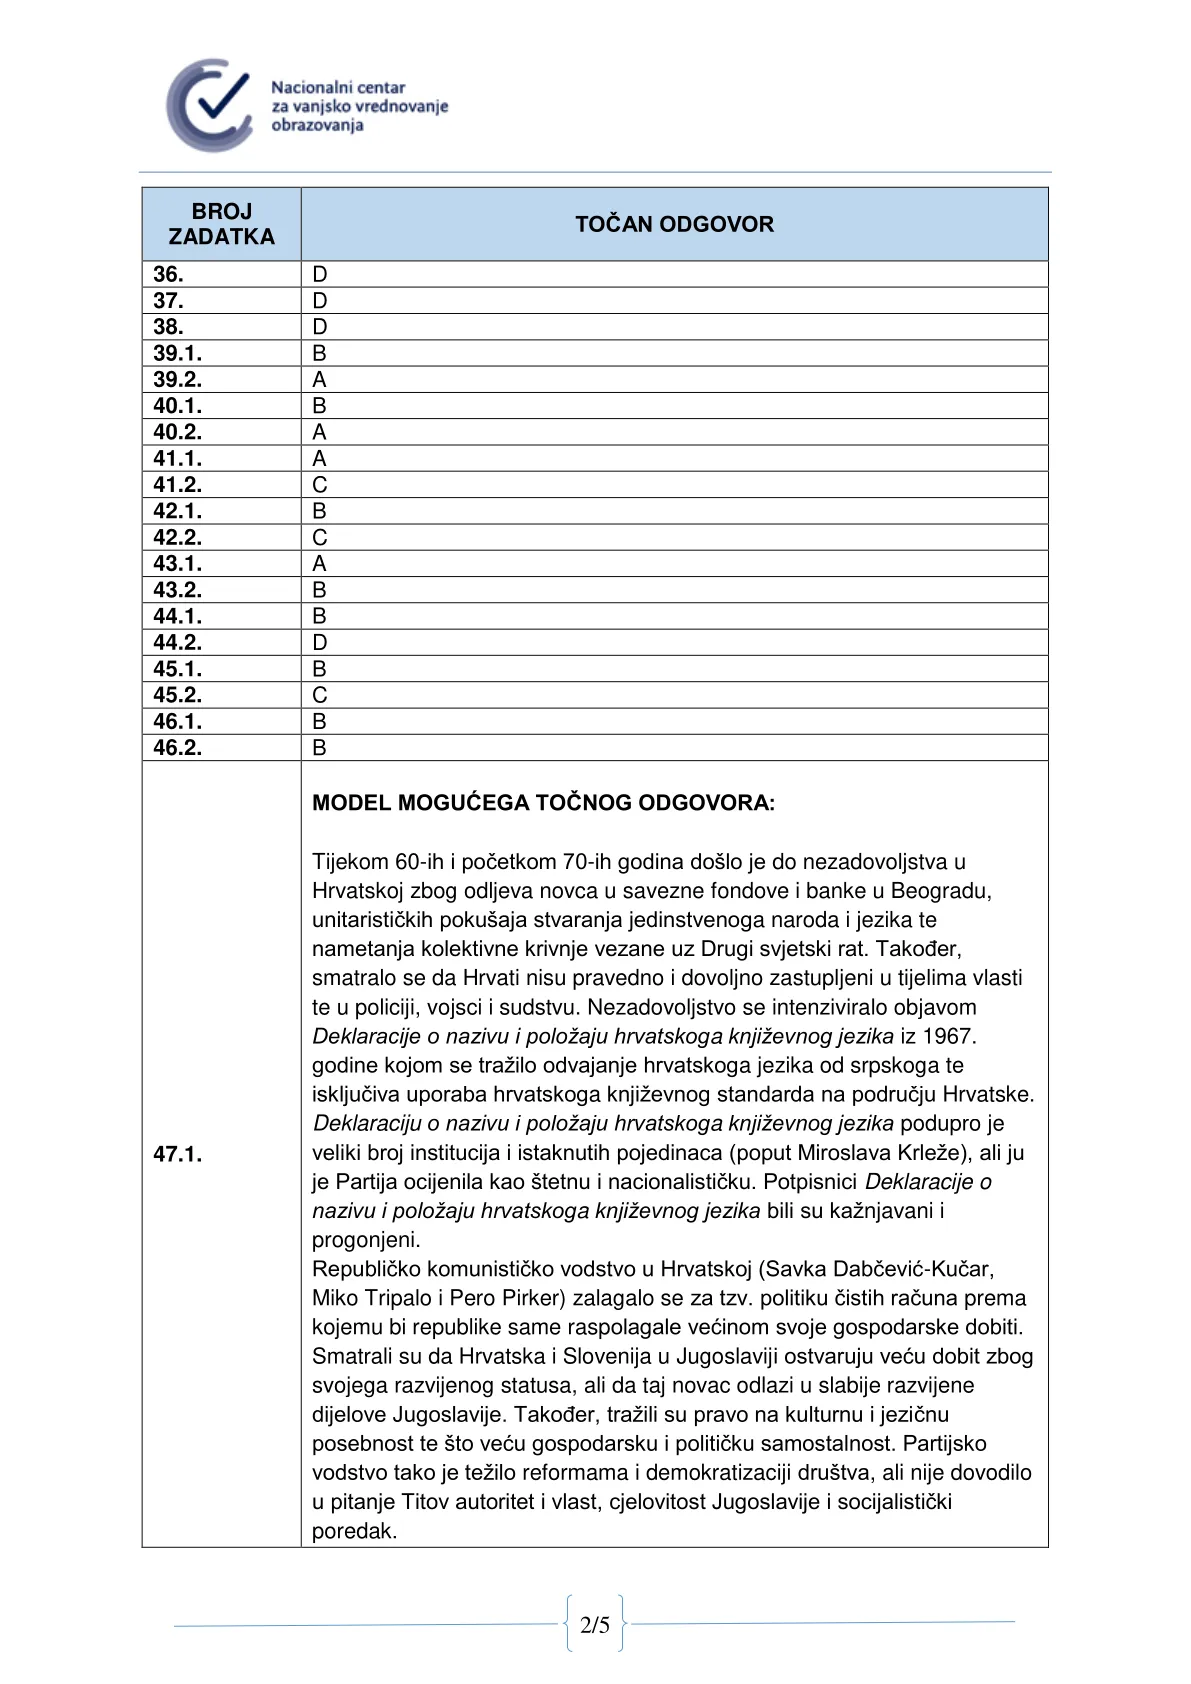 Nacionalni centar
za vanjsko vrednovanje
obrazovanja
BROJ
ZADATKA
TOČAN ODGOVOR
36. D
37. D
38. D
39.1. B
39.2. A
40.1. B
40.2. A
41.1. A
41.2. C
42.1. B
42.2. C
43.1. A
43.2. B
44.1. B
44.2. D
45.1. B
45.2. C
46.1. B
46.2. B
47.1.
MODEL MOGUĆEGA TOČNOG ODGOVORA:
Tijekom 60-ih i početkom 70-ih godina došlo je do nezadovoljstva u
Hrvatskoj zbog odljeva novca u savezne fondove i banke u Beogradu,
unitarističkih pokušaja stvaranja jedinstvenoga naroda i jezika te
nametanja kolektivne krivnje vezane uz Drugi svjetski rat. Također,
smatralo se da Hrvati nisu pravedno i dovoljno zastupljeni u tijelima vlasti
te u policiji, vojsci i sudstvu. Nezadovoljstvo se intenziviralo objavom
Deklaracije o nazivu i položaju hrvatskoga književnog jezika iz 1967.
godine kojom se tražilo odvajanje hrvatskoga jezika od srpskoga te
isključiva uporaba hrvatskoga književnog standarda na području Hrvatske.
Deklaraciju o nazivu i položaju hrvatskoga književnog jezika podupro je
veliki broj institucija i istaknutih pojedinaca (poput Miroslava Krleže), ali ju
je Partija ocijenila kao štetnu i nacionalističku. Potpisnici Deklaracije o
nazivu i položaju hrvatskoga književnog jezika bili su kažnjavani i
progonjeni.
Republičko komunističko vodstvo u Hrvatskoj (Savka Dabčević-Kučar,
Miko Tripalo i Pero Pirker) zalagalo se za tzv. politiku čistih računa prema
kojemu bi republike same raspolagale većinom svoje gospodarske dobiti.
Smatrali su da Hrvatska i Slovenija u Jugoslaviji ostvaruju veću dobit zbog
svojega razvijenog statusa, ali da taj novac odlazi u slabije razvijene
dijelove Jugoslavije. Također, tražili su pravo na kulturnu i jezičnu
posebnost te što veću gospodarsku i političku samostalnost. Partijsko
vodstvo tako je težilo reformama i demokratizaciji društva, ali nije dovodilo
u pitanje Titov autoritet i vlast, cjelovitost Jugoslavije i socijalistički
poredak.
2/5